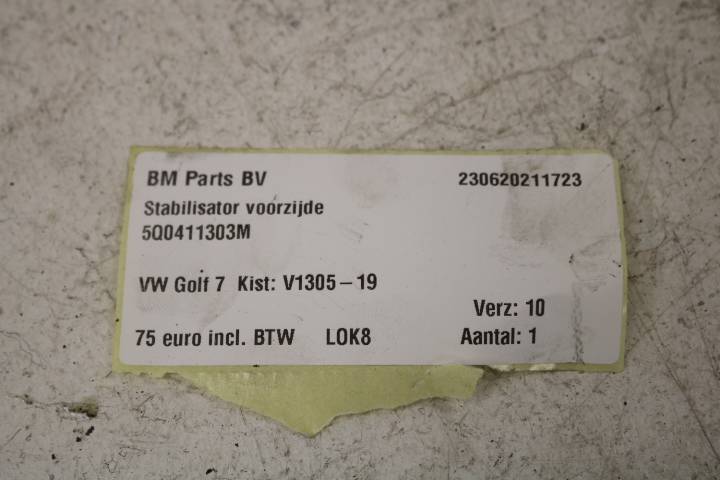 BM Parts BV 230620211723
Stabilisator voorzijde
5Q0411303M
VW Golf 7 Kist: V1305-19
Verz: 10
75 euro incl. BTW LOK8 Aantal: 1